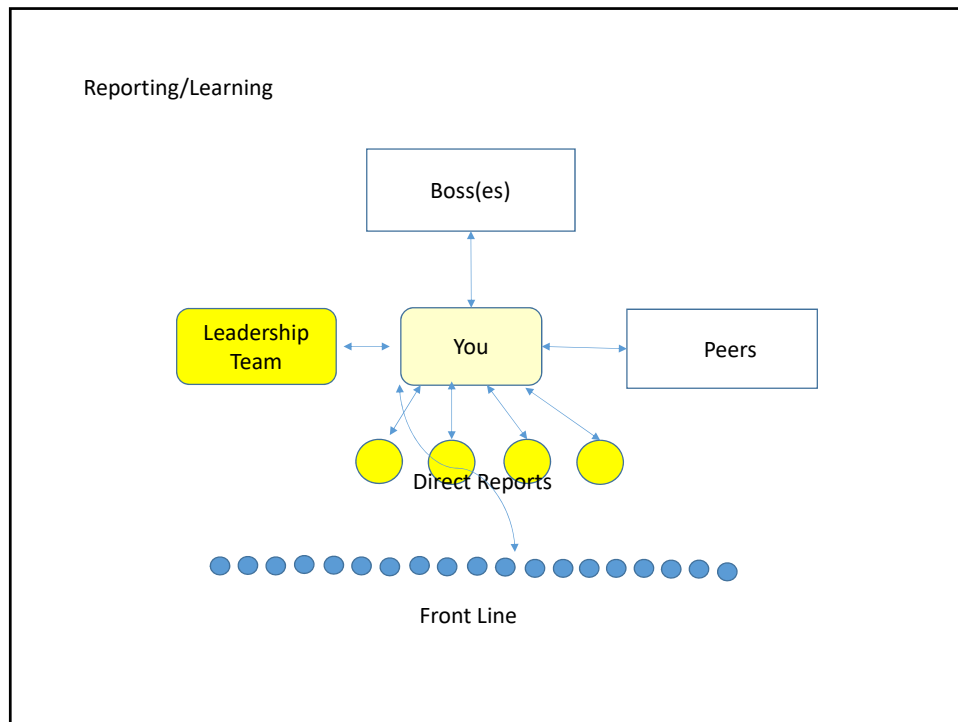 Reporting/Learning
Boss(es)
Leadership
Team
You
Peers
Direct Reports
Front Line